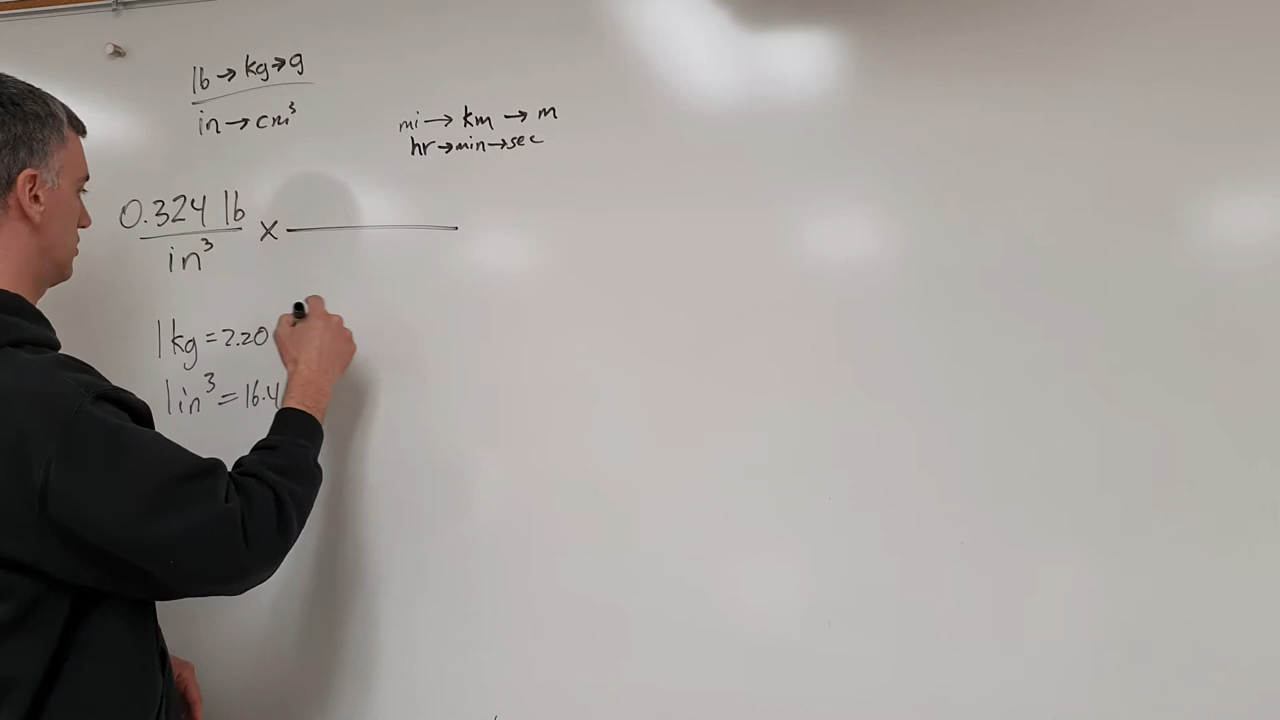 lb → kg → g
in → cm³
mi → km → m
hr → min → sec
0.324 lb
in³
×
1 kg = 2.20
1 in³ = 16.4